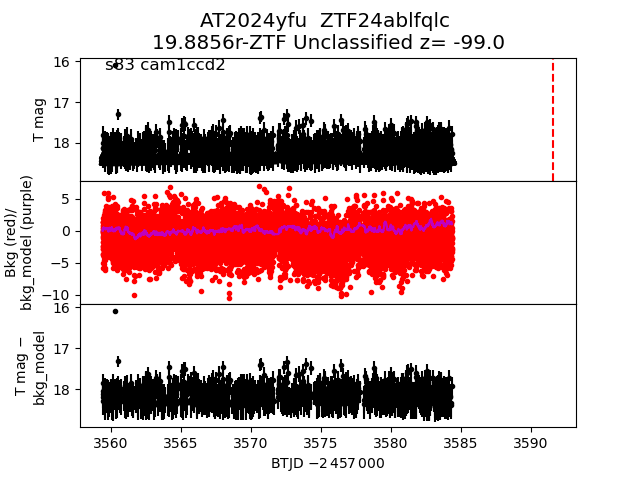 AT2024yfu  ZTF24ablfqlc
19.8856r-ZTF Unclassified z= -99.0
s83 cam1ccd2
T mag
16
17
18
Bkg (red)/
bkg_model (purple)
5
0
−5
−10
T mag −
bkg_model
16
17
18
3560 3565 3570 3575 3580 3585 3590
BTJD −2 457 000